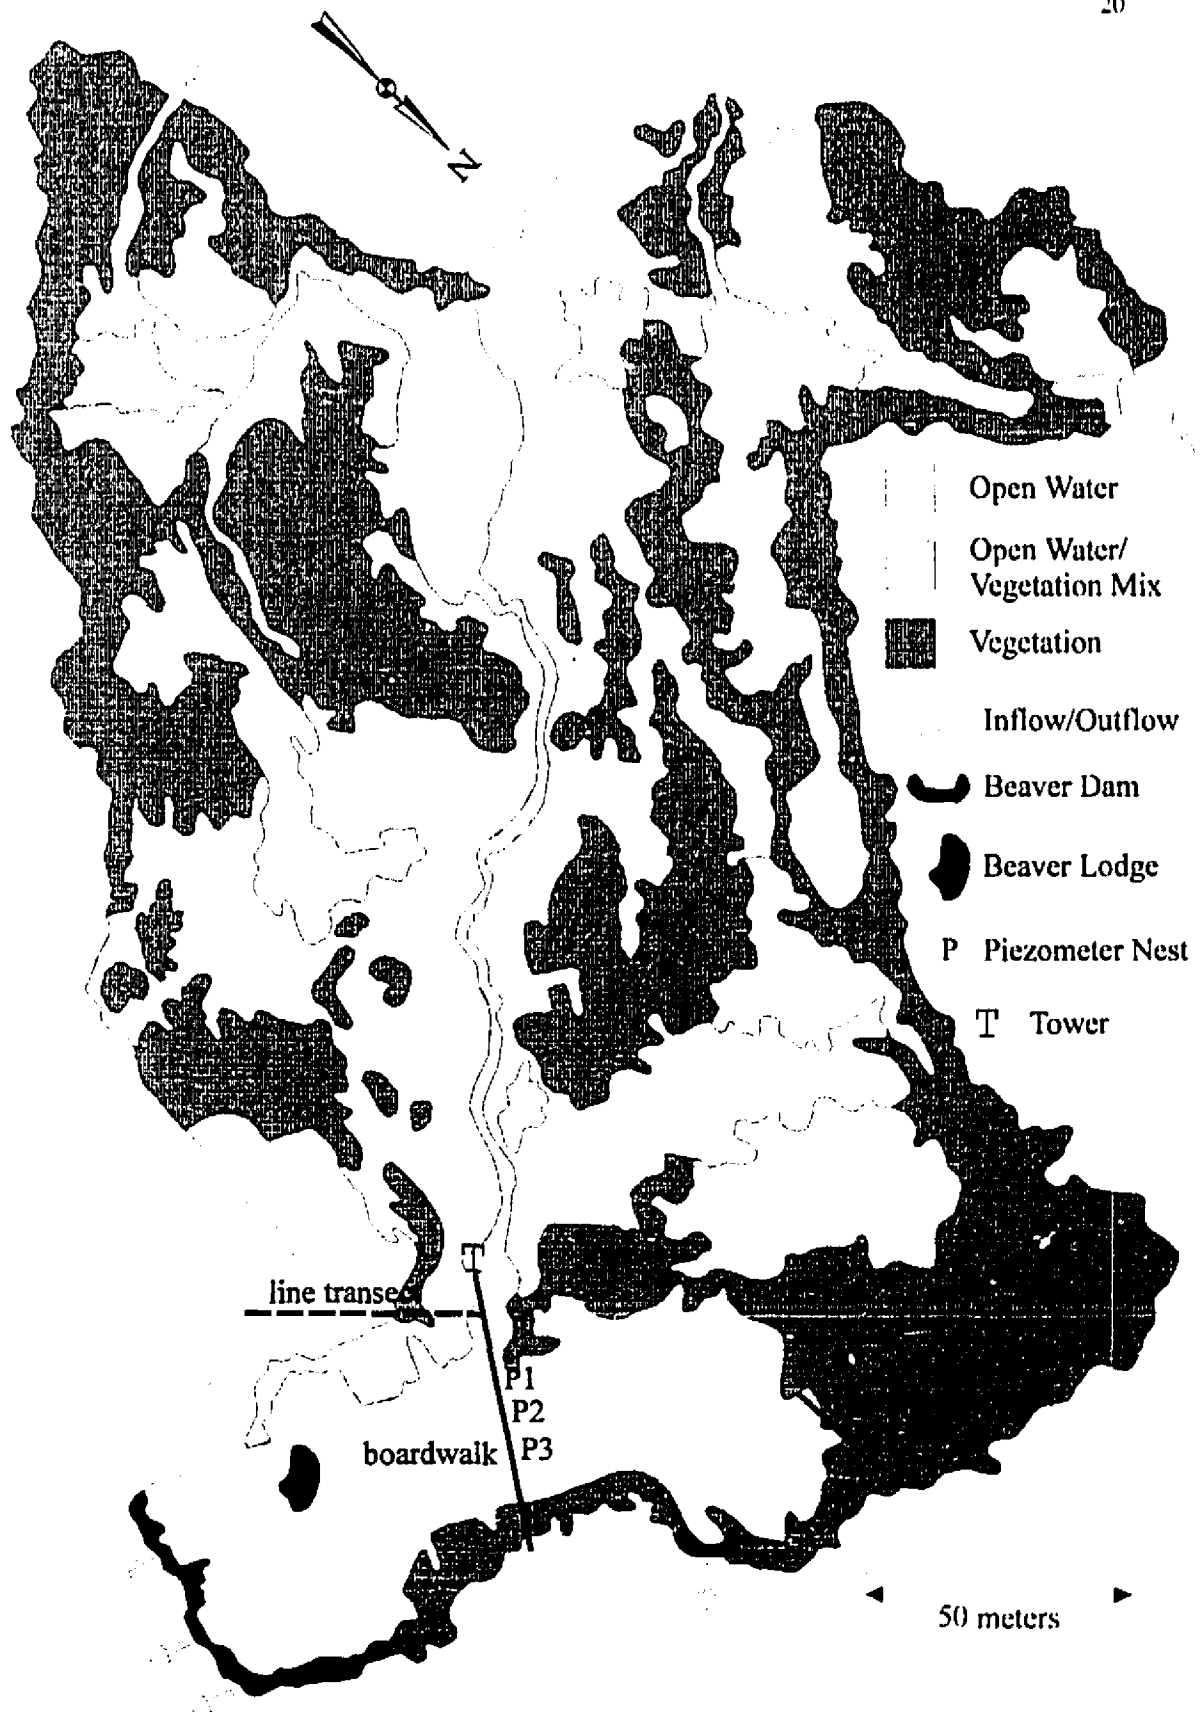 20
N
Open Water
Open Water/
Vegetation Mix
Vegetation
Inflow/Outflow
Beaver Dam
Beaver Lodge
P Piezometer Nest
T Tower
T
line transec
P1
P2
P3
boardwalk
50 meters